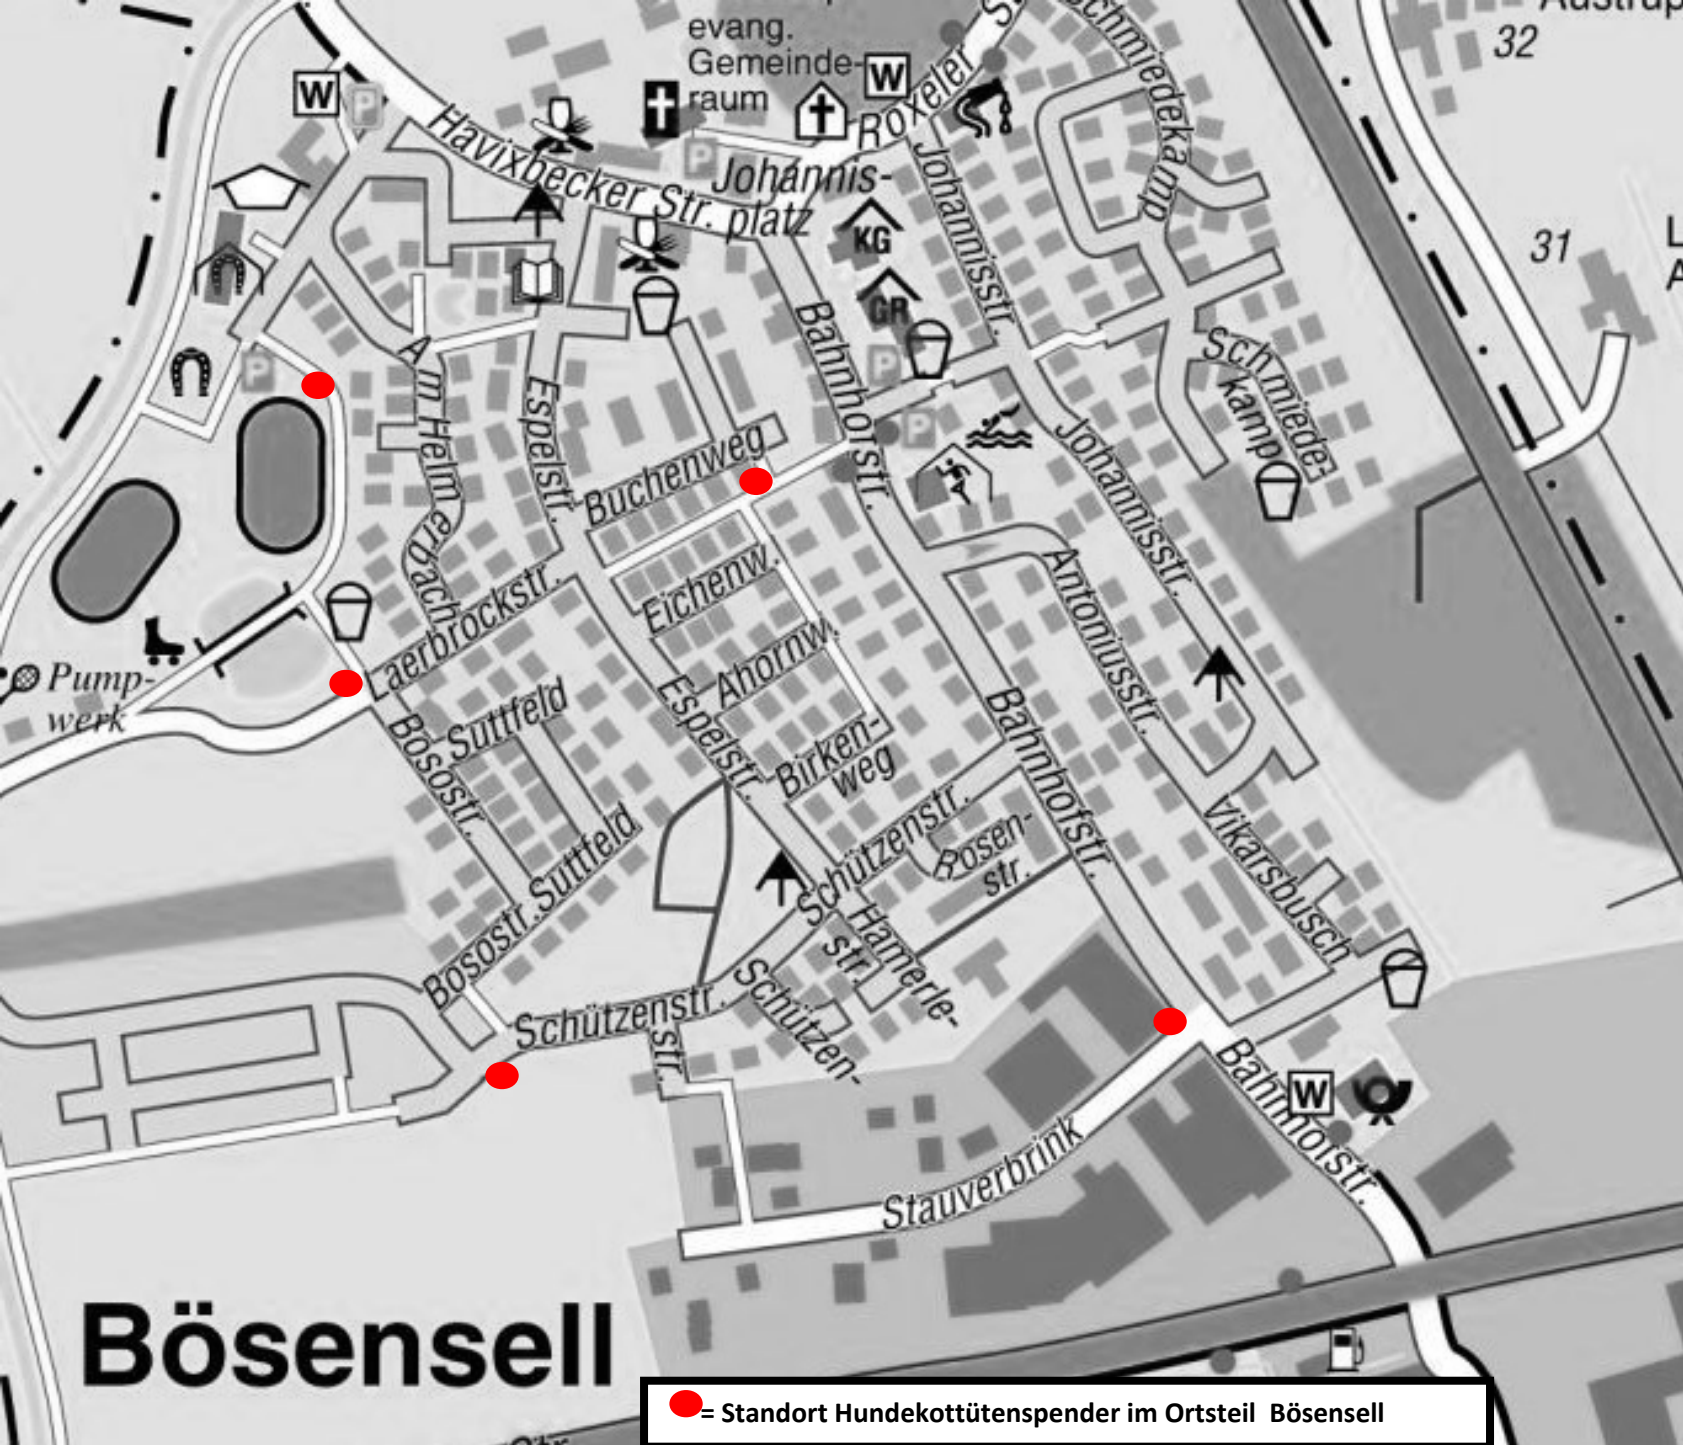 evang.
Gemeinde-
raum
W
W
P
P
Havixbecker Str.
Johannis-
platz
Roxeler
Johannisstr.
Schmiedekamp
32
31
KG
GR
P
P
P
Bahnhofstr.
Am Helm
erbach
Espelstr.
Buchenweg
Schmiede-
kamp
Johannisstr.
Eichenw.
Laerbrockstr.
Ahornw.
Antoniusstr.
Pump-
werk
Suttfeld
Bosostr.
Espelstr.
Birken-
weg
Bahnhofstr.
Schützenstr.
Rosen-
str.
Vikarsbusch
Suttfeld
Bosostr.
Hamerle-
str.
Schützenstr.
Schützen-
str.
Bahnhofstr.
W
Stauverbrink
Bösensell
= Standort Hundekottütenspender im Ortsteil Bösensell